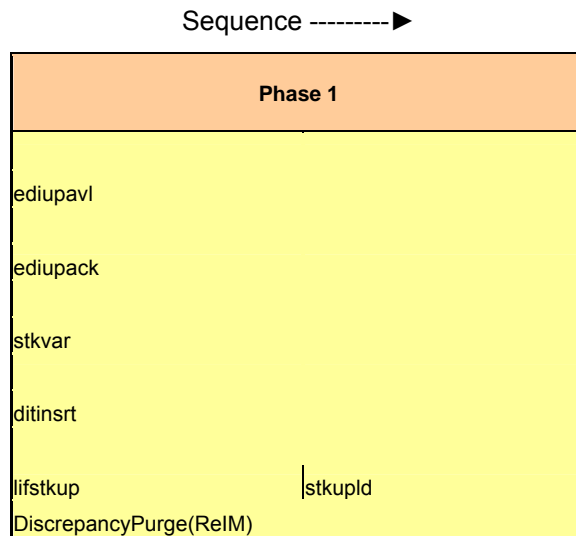 Sequence ---------►
Phase 1
ediupavl
ediupack
stkvar
ditinsrt
lifstkup stkupld
DiscrepancyPurge(ReIM)